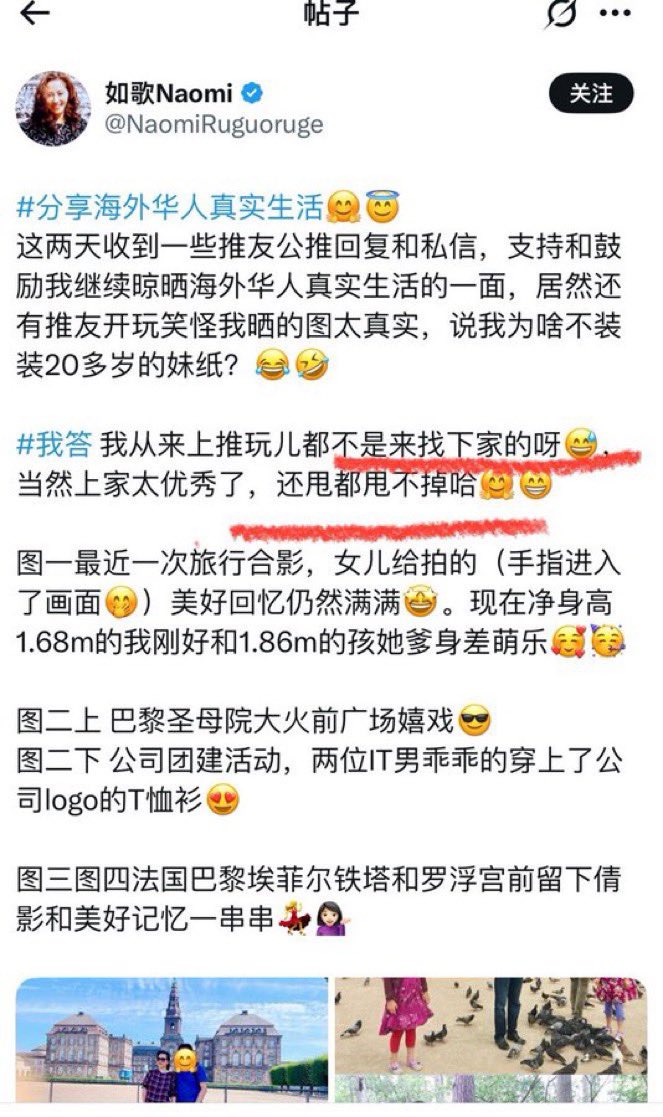 帖子
如歌Naomi
关注
@NaomiRuguoruge
#分享海外华人真实生活🤗😇
这两天收到一些推友公推回复和私信，支持和鼓
励我继续晾晒海外华人真实生活的一面，居然还
有推友开玩笑怪我晒的图太真实，说我为啥不装
装20多岁的妹纸？😂🤣
#我答 我从来上推玩儿都不是来找下家的呀😅，
当然上家太优秀了，还甩都甩不掉哈🤗😁
图一最近一次旅行合影，女儿给拍的（手指进入
了画面🤭）美好回忆仍然满满🤩。现在净身高
1.68m的我刚好和1.86m的孩她爹身差萌乐🥰🥳
图二上 巴黎圣母院大火前广场嬉戏😎
图二下 公司团建活动，两位IT男乖乖的穿上了公
司logo的T恤衫😍
图三图四法国巴黎埃菲尔铁塔和罗浮宫前留下倩
影和美好记忆一串串💃💁🏻‍♀️